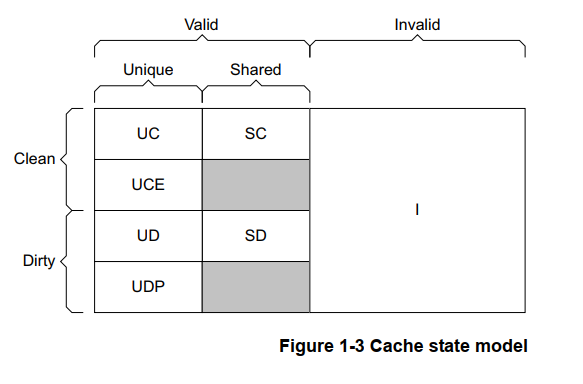 Valid Invalid
Unique Shared
Clean
UC SC
UCE
I
Dirty
UD SD
UDP
Figure 1-3 Cache state model